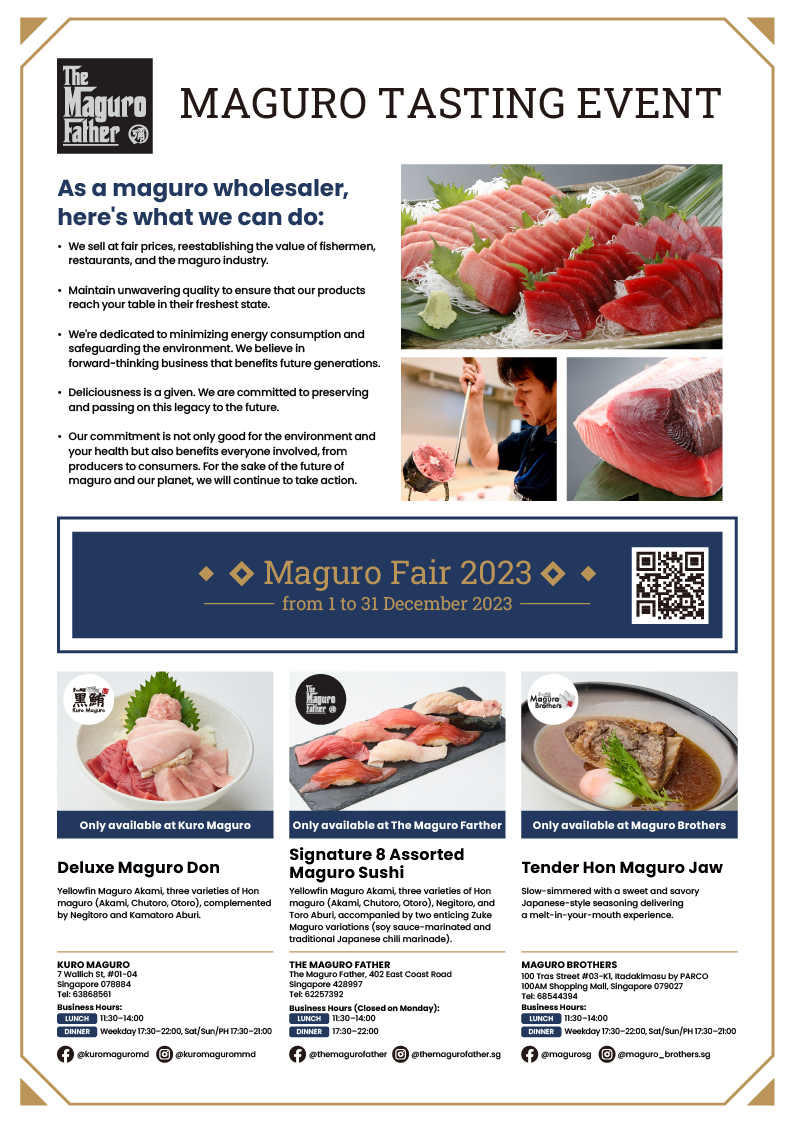 The
Maguro
Father
MAGURO TASTING EVENT
As a maguro wholesaler,
here's what we can do:
• We sell at fair prices, reestablishing the value of fishermen,
restaurants, and the maguro industry.
• Maintain unwavering quality to ensure that our products
reach your table in their freshest state.
• We're dedicated to minimizing energy consumption and
safeguarding the environment. We believe in
forward-thinking business that benefits future generations.
• Deliciousness is a given. We are committed to preserving
and passing on this legacy to the future.
• Our commitment is not only good for the environment and
your health but also benefits everyone involved, from
producers to consumers. For the sake of the future of
maguro and our planet, we will continue to take action.
Maguro Fair 2023
from 1 to 31 December 2023
黒鮪
Kuro Maguro
Only available at Kuro Maguro
Deluxe Maguro Don
Yellowfin Maguro Akami, three varieties of Hon
maguro (Akami, Chutoro, Otoro), complemented
by Negitoro and Kamatoro Aburi.
KURO MAGURO
7 Wallich St, #01-04
Singapore 078884
Tel: 63868561
Business Hours:
LUNCH 11:30–14:00
DINNER Weekday 17:30–22:00, Sat/Sun/PH 17:30–21:00
@kuromaguromd @kuromagurommd
The
Maguro
Father
Only available at The Maguro Farther
Signature 8 Assorted
Maguro Sushi
Yellowfin Maguro Akami, three varieties of Hon
maguro (Akami, Chutoro, Otoro), Negitoro, and
Toro Aburi, accompanied by two enticing Zuke
Maguro variations (soy sauce-marinated and
traditional Japanese chili marinade).
THE MAGURO FATHER
The Maguro Father, 402 East Coast Road
Singapore 428997
Tel: 62257392
Business Hours (Closed on Monday):
LUNCH 11:30–14:00
DINNER 17:30–22:00
@themagurofather @themagurofather.sg
Maguro
Brothers
Only available at Maguro Brothers
Tender Hon Maguro Jaw
Slow-simmered with a sweet and savory
Japanese-style seasoning delivering
a melt-in-your-mouth experience.
MAGURO BROTHERS
100 Tras Street #03-K1, Itadakimasu by PARCO
100AM Shopping Mall, Singapore 079027
Tel: 68544394
Business Hours:
LUNCH 11:30–14:00
DINNER Weekday 17:30–22:00, Sat/Sun/PH 17:30–21:00
@magurosg @maguro_brothers.sg